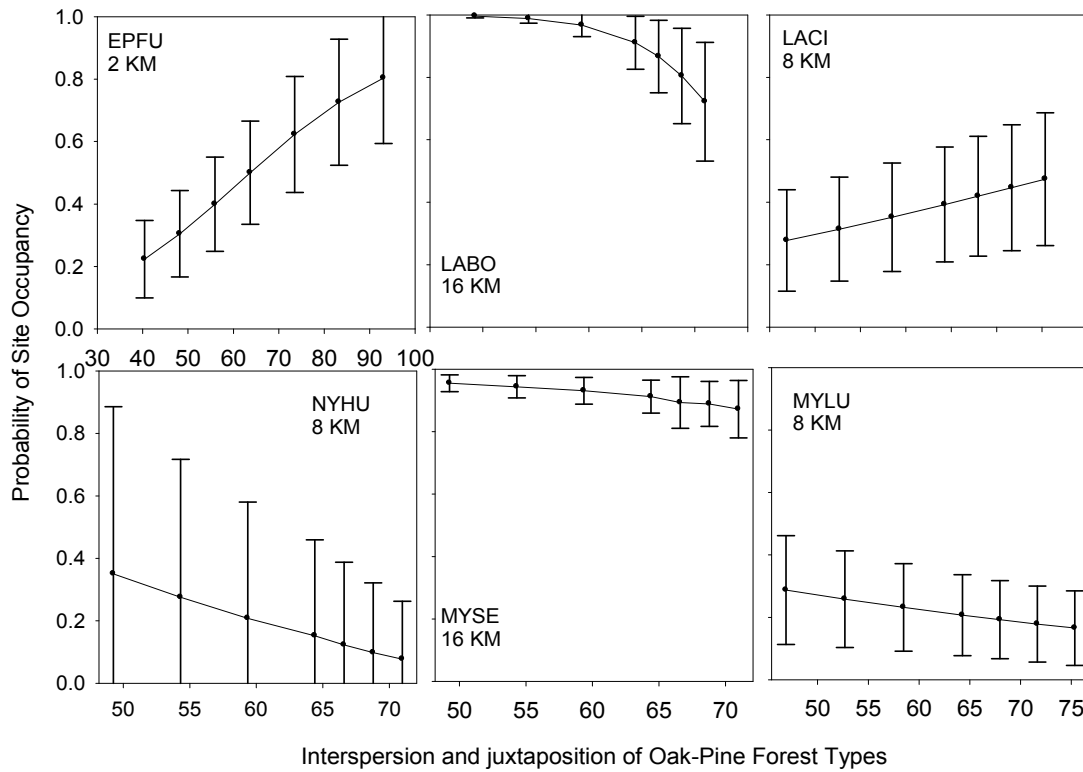 Probability of Site Occupancy
1.0
0.8
0.6
0.4
0.2
0.0
EPFU
2 KM
30 40 50 60 70 80 90 100
LABO
16 KM
LACI
8 KM
1.0
0.8
0.6
0.4
0.2
0.0
NYHU
8 KM
50 55 60 65 70
MYSE
16 KM
50 55 60 65 70
MYLU
8 KM
50 55 60 65 70 75
Interspersion and juxtaposition of Oak-Pine Forest Types